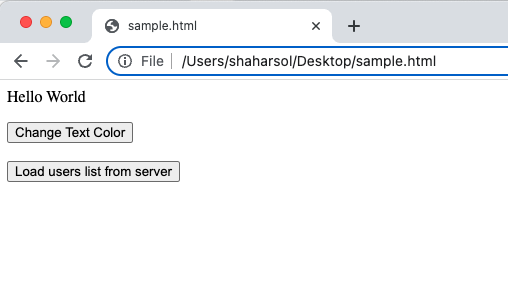 sample.html
File /Users/shaharsol/Desktop/sample.html
Hello World
Change Text Color
Load users list from server